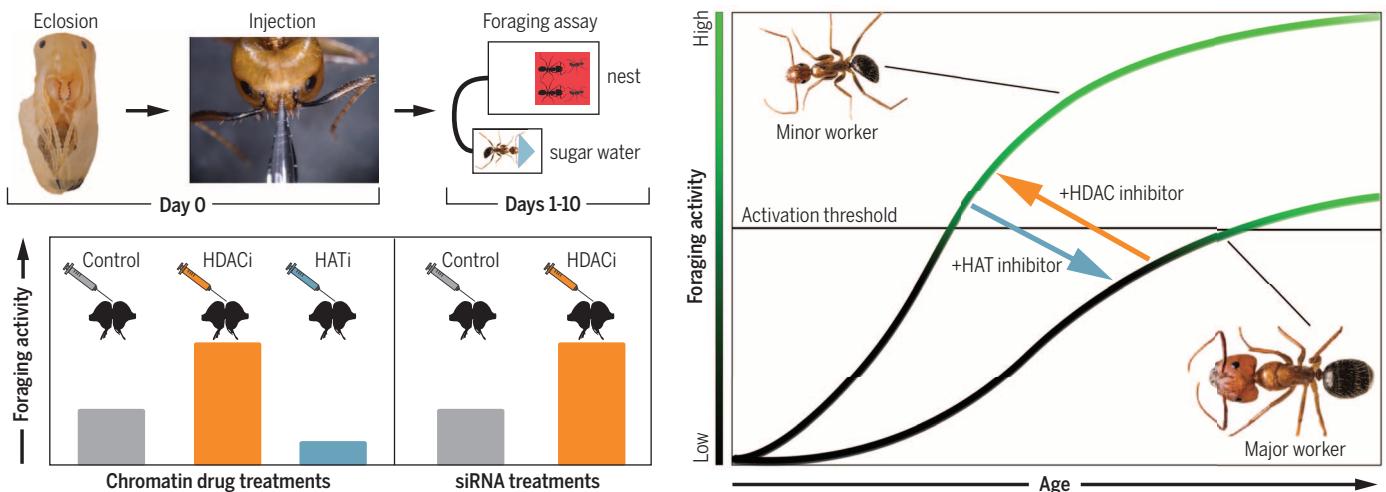 Eclosion
Injection
Foraging assay
nest
sugar water
Day 0
Days 1-10
Foraging activity
Control
HDACi
HATi
Control
HDACi
Chromatin drug treatments
siRNA treatments
High
Foraging activity
Low
Minor worker
Activation threshold
+HDAC inhibitor
+HAT inhibitor
Major worker
Age